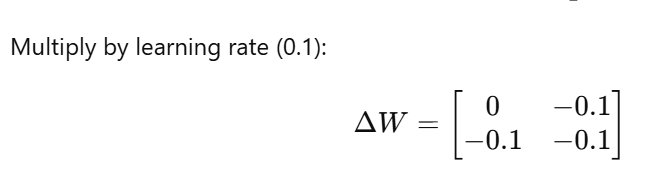 Multiply by learning rate (0.1):
ΔW = [ 0 −0.1
−0.1 −0.1 ]